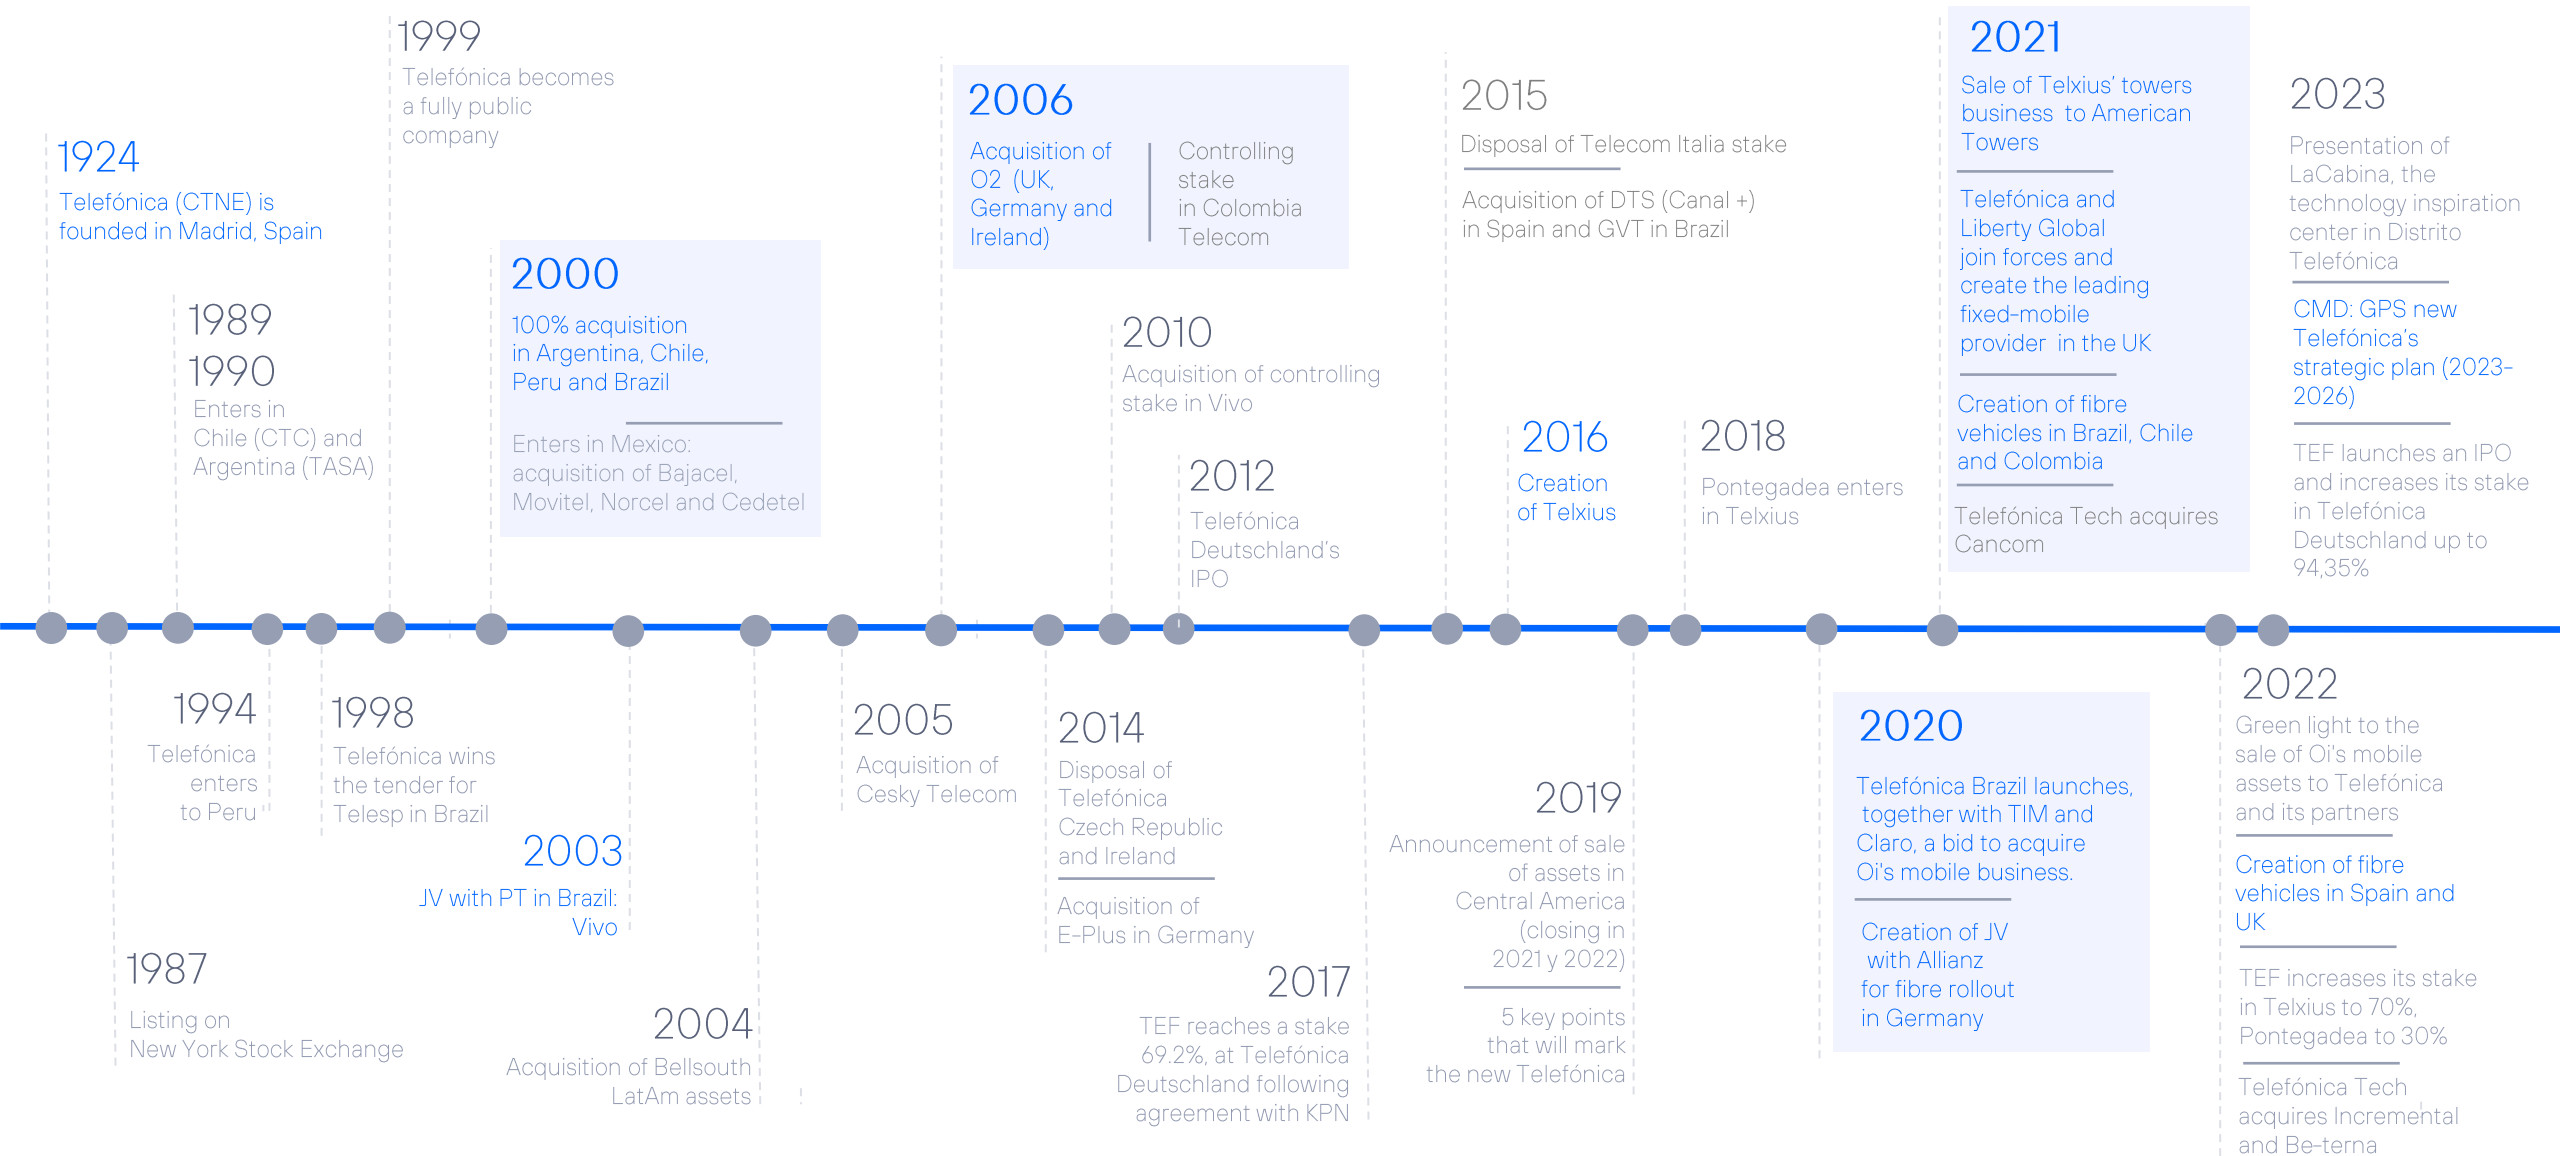 1924
Telefónica (CTNE) is
founded in Madrid, Spain
1989
1990
Enters in
Chile (CTC) and
Argentina (TASA)
1999
Telefónica becomes
a fully public
company
2000
100% acquisition
in Argentina, Chile,
Peru and Brazil
Enters in Mexico:
acquisition of Bajacel,
Movitel, Norcel and Cedetel
2006
Acquisition of
O2 (UK,
Germany and
Ireland)
Controlling
stake
in Colombia
Telecom
2010
Acquisition of controlling
stake in Vivo
2012
Telefónica
Deutschland’s
IPO
2015
Disposal of Telecom Italia stake
Acquisition of DTS (Canal +)
in Spain and GVT in Brazil
2016
Creation
of Telxius
2018
Pontegadea enters
in Telxius
2021
Sale of Telxius’ towers
business to American
Towers
Telefónica and
Liberty Global
join forces and
create the leading
fixed-mobile
provider in the UK
Creation of fibre
vehicles in Brazil, Chile
and Colombia
Telefónica Tech acquires
Cancom
2023
Presentation of
LaCabina, the
technology inspiration
center in Distrito
Telefónica
CMD: GPS new
Telefónica’s
strategic plan (2023-
2026)
TEF launches an IPO
and increases its stake
in Telefónica
Deutschland up to
94,35%
1987
Listing on
New York Stock Exchange
1994
Telefónica
enters
to Peru
1998
Telefónica wins
the tender for
Telesp in Brazil
2003
JV with PT in Brazil:
Vivo
2004
Acquisition of Bellsouth
LatAm assets
2005
Acquisition of
Cesky Telecom
2014
Disposal of
Telefónica
Czech Republic
and Ireland
Acquisition of
E-Plus in Germany
2017
TEF reaches a stake
69.2%, at Telefónica
Deutschland following
agreement with KPN
2019
Announcement of sale
of assets in
Central America
(closing in
2021 y 2022)
5 key points
that will mark
the new Telefónica
2020
Telefónica Brazil launches,
together with TIM and
Claro, a bid to acquire
Oi's mobile business.
Creation of JV
with Allianz
for fibre rollout
in Germany
2022
Green light to the
sale of Oi's mobile
assets to Telefónica
and its partners
Creation of fibre
vehicles in Spain and
UK
TEF increases its stake
in Telxius to 70%,
Pontegadea to 30%
Telefónica Tech
acquires Incremental
and Be-terna